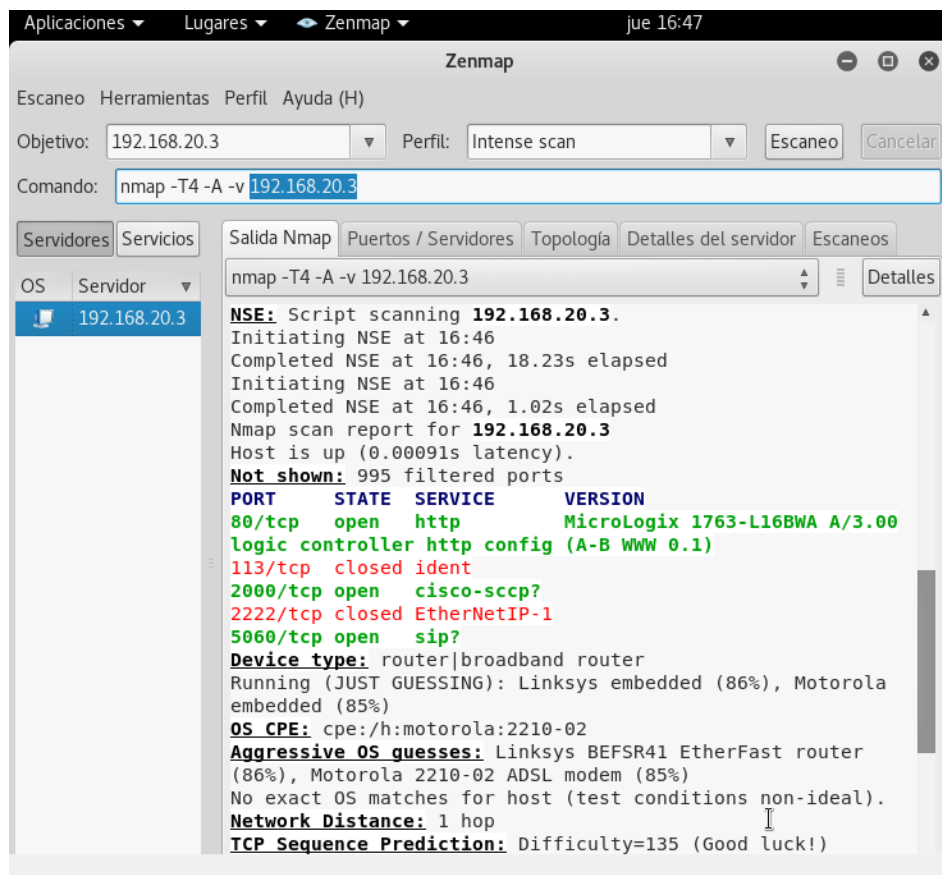 Aplicaciones Lugares Zenmap jue 16:47
Zenmap
Escaneo Herramientas Perfil Ayuda (H)
Objetivo: 192.168.20.3 Perfil: Intense scan Escaneo Cancelar
Comando: nmap -T4 -A -v 192.168.20.3
Servidores Servicios Salida Nmap Puertos / Servidores Topología Detalles del servidor Escaneos
OS Servidor nmap -T4 -A -v 192.168.20.3 Detalles
192.168.20.3
NSE: Script scanning 192.168.20.3.
Initiating NSE at 16:46
Completed NSE at 16:46, 18.23s elapsed
Initiating NSE at 16:46
Completed NSE at 16:46, 1.02s elapsed
Nmap scan report for 192.168.20.3
Host is up (0.00091s latency).
Not shown: 995 filtered ports
PORT STATE SERVICE VERSION
80/tcp open http MicroLogix 1763-L16BWA A/3.00
logic controller http config (A-B WWW 0.1)
113/tcp closed ident
2000/tcp open cisco-sccp?
2222/tcp closed EtherNetIP-1
5060/tcp open sip?
Device type: router|broadband router
Running (JUST GUESSING): Linksys embedded (86%), Motorola
embedded (85%)
OS CPE: cpe:/h:motorola:2210-02
Aggressive OS guesses: Linksys BEFSR41 EtherFast router
(86%), Motorola 2210-02 ADSL modem (85%)
No exact OS matches for host (test conditions non-ideal).
Network Distance: 1 hop
TCP Sequence Prediction: Difficulty=135 (Good luck!)